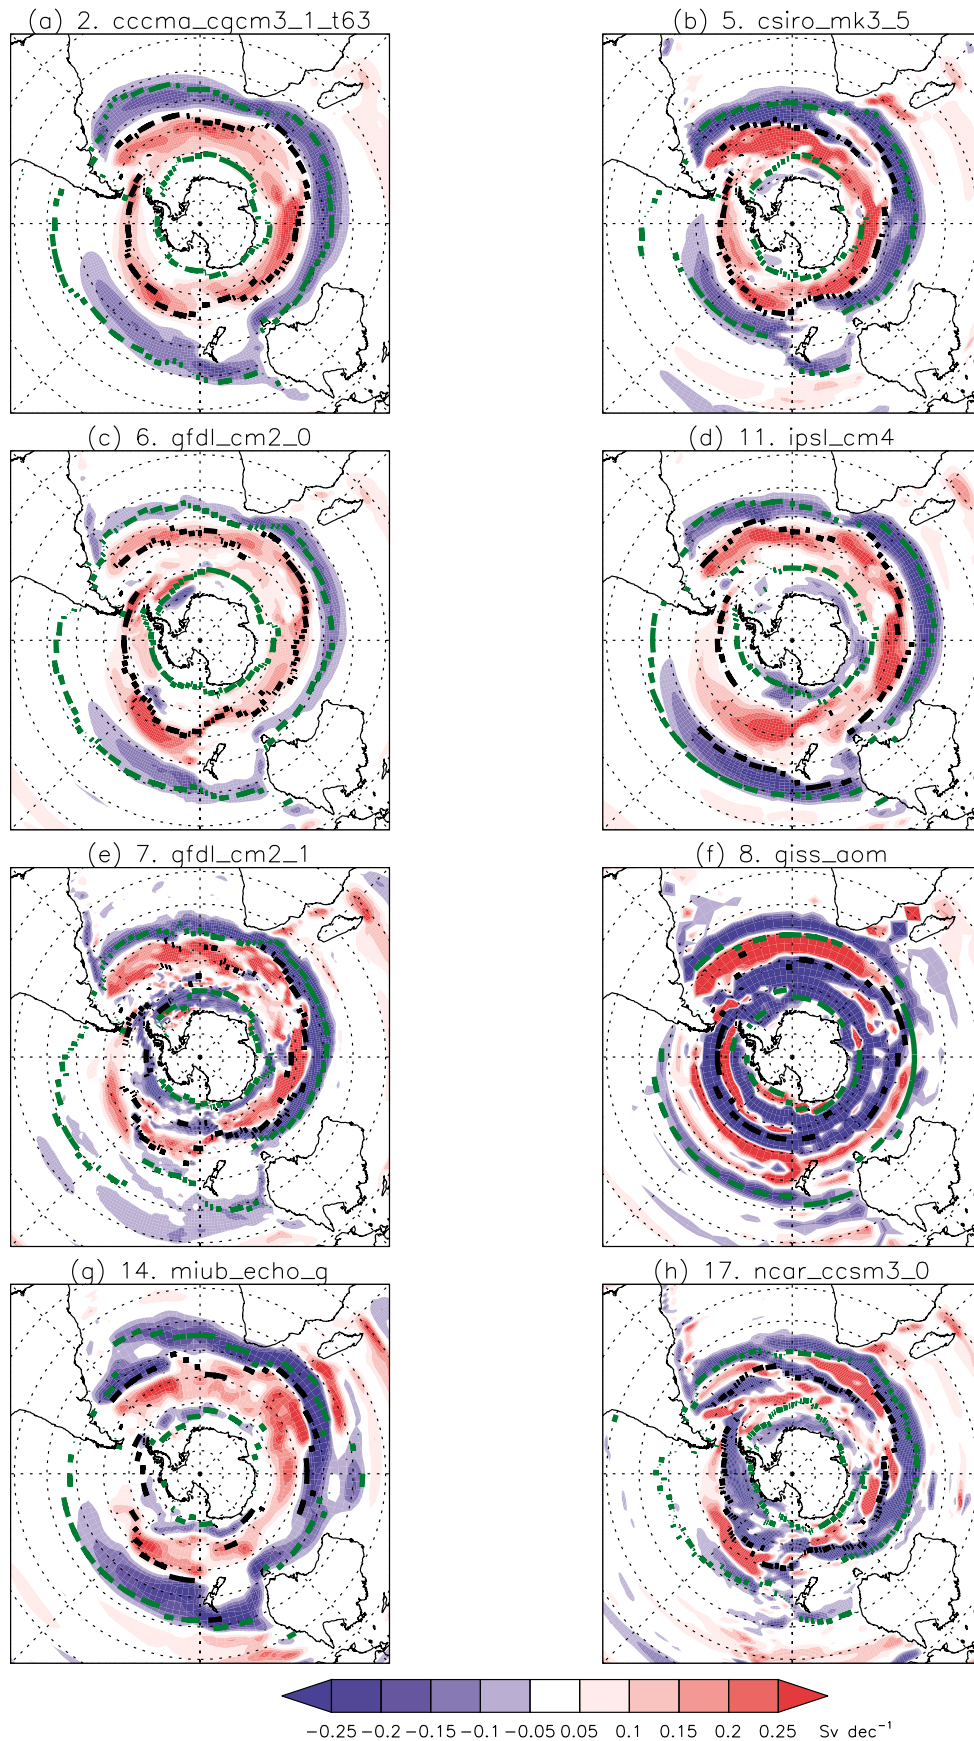 (a) 2. cccma_cgcm3_1_t63
(b) 5. csiro_mk3_5
(c) 6. gfdl_cm2_0
(d) 11. ipsl_cm4
(e) 7. gfdl_cm2_1
(f) 8. giss_aom
(g) 14. miub_echo_g
(h) 17. ncar_ccsm3_0
-0.25 -0.2 -0.15 -0.1 -0.05 0.05 0.1 0.15 0.2 0.25 Sv dec⁻¹